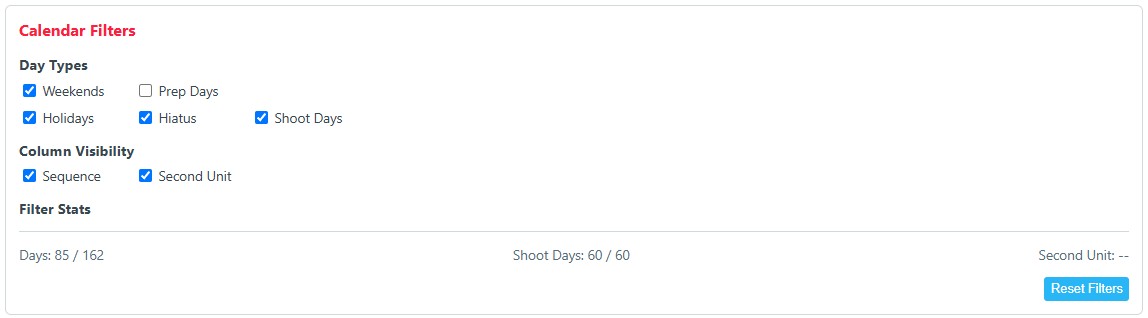 Calendar Filters
Day Types
Weekends Prep Days
Holidays Hiatus Shoot Days
Column Visibility
Sequence Second Unit
Filter Stats
Days: 85 / 162 Shoot Days: 60 / 60 Second Unit: --
Reset Filters